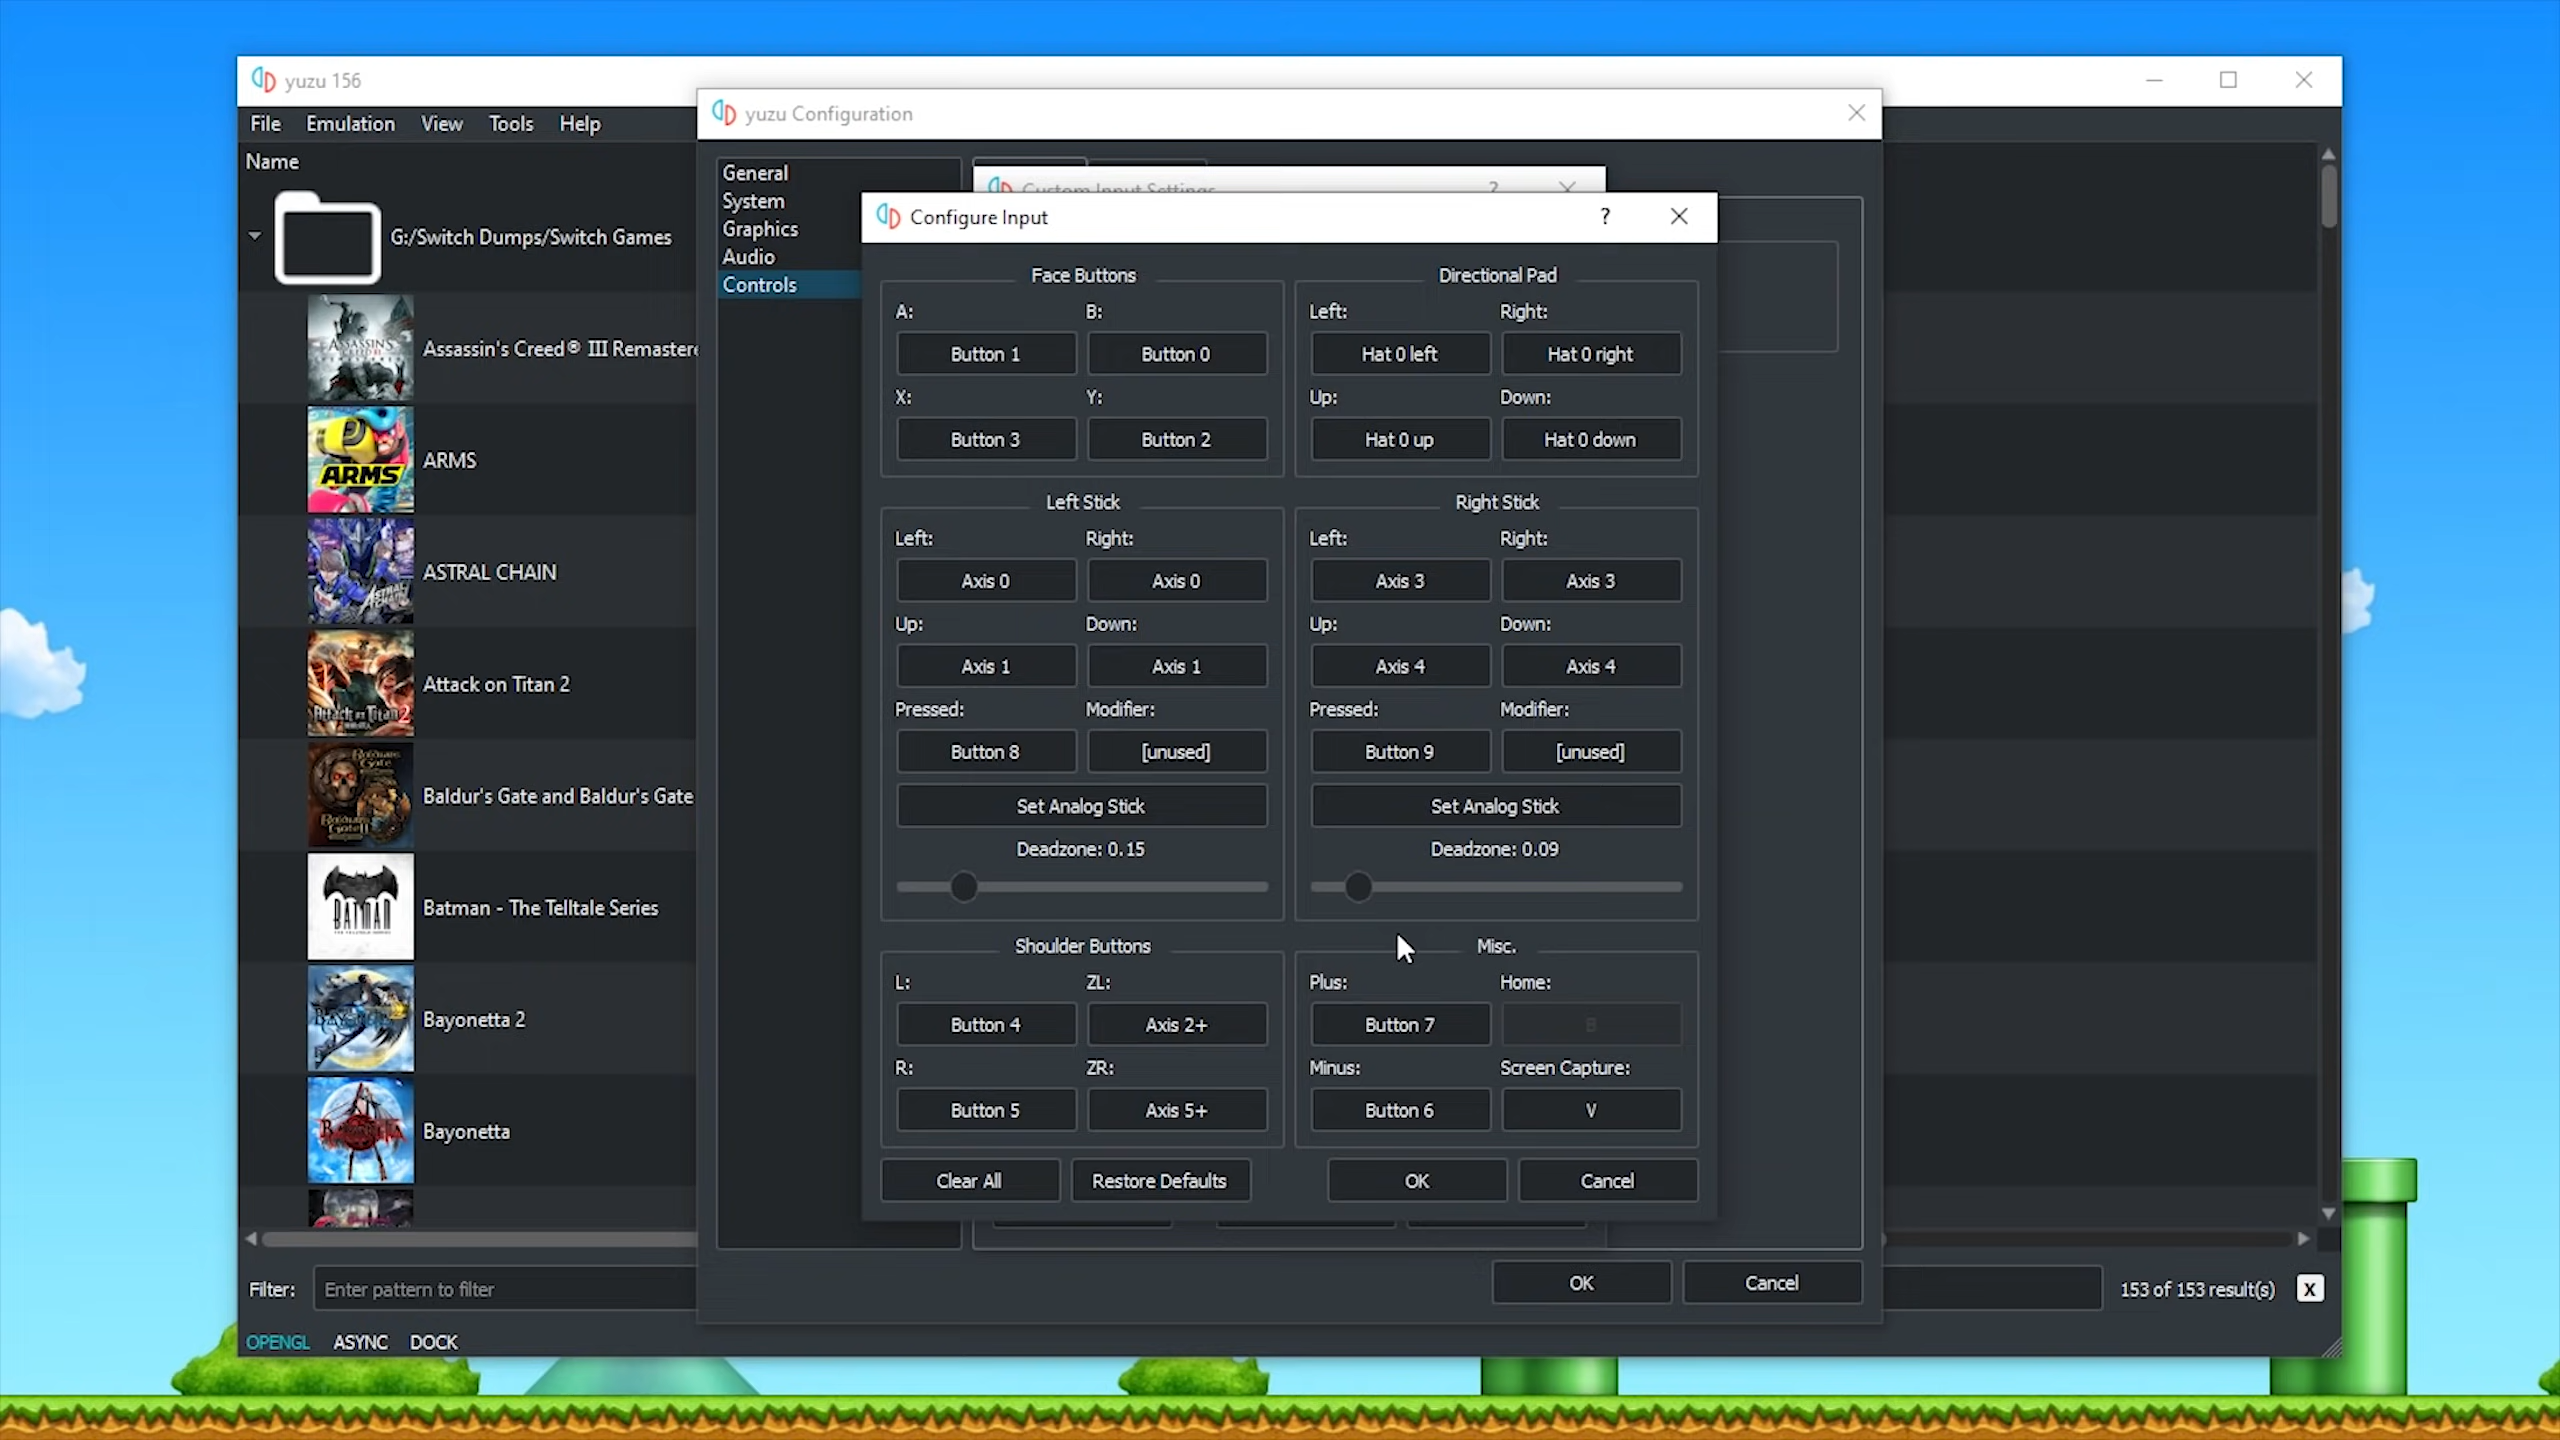 yuzu 156
yuzu Configuration
File Emulation View Tools Help
Name
G:/Switch Dumps/Switch Games
Assassin's Creed® III Remastere
ARMS
ASTRAL CHAIN
Attack on Titan 2
Baldur's Gate and Baldur's Gate
Batman - The Telltale Series
Bayonetta 2
Bayonetta
General
System
Graphics
Audio
Controls
Custom Input Settings ?
Configure Input ?
Face Buttons
A: B:
Button 1 Button 0
X: Y:
Button 3 Button 2
Directional Pad
Left: Right:
Hat 0 left Hat 0 right
Up: Down:
Hat 0 up Hat 0 down
Left Stick
Left: Right:
Axis 0 Axis 0
Up: Down:
Axis 1 Axis 1
Pressed: Modifier:
Button 8 [unused]
Set Analog Stick
Deadzone: 0.15
Right Stick
Left: Right:
Axis 3 Axis 3
Up: Down:
Axis 4 Axis 4
Pressed: Modifier:
Button 9 [unused]
Set Analog Stick
Deadzone: 0.09
Shoulder Buttons
L: ZL:
Button 4 Axis 2+
R: ZR:
Button 5 Axis 5+
Misc.
Plus: Home:
Button 7 B
Minus: Screen Capture:
Button 6 V
Clear All Restore Defaults OK Cancel
OK Cancel
Filter: Enter pattern to filter 153 of 153 result(s) X
OPENGL ASYNC DOCK
ARMS
BATMAN